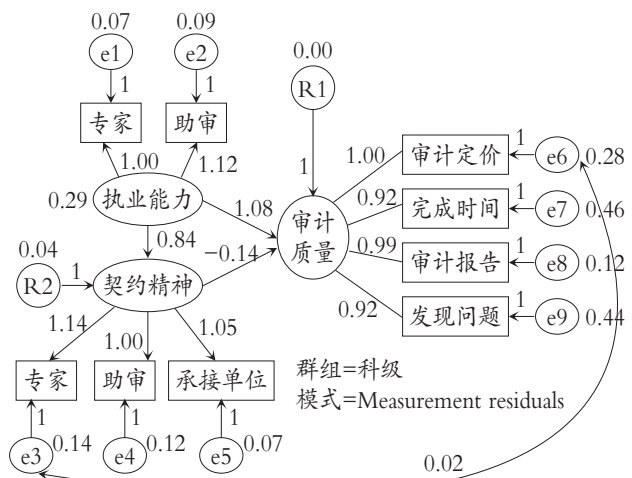 0.07 0.09
e1 e2
1 1
专家 助审
1.00 1.12
0.29 执业能力
0.84
1.08
−0.14
0.04
R2 1 契约精神
1.14 1.00 1.05
专家 助审 承接单位
1 1 1
e3 0.14 e4 0.12 e5 0.07
0.00
R1
1
审计
质量
1.00 审计定价 1 e6 0.28
0.92 完成时间 1 e7 0.46
0.99 审计报告 1 e8 0.12
0.92 发现问题 1 e9 0.44
群组=科级
模式=Measurement residuals
0.02